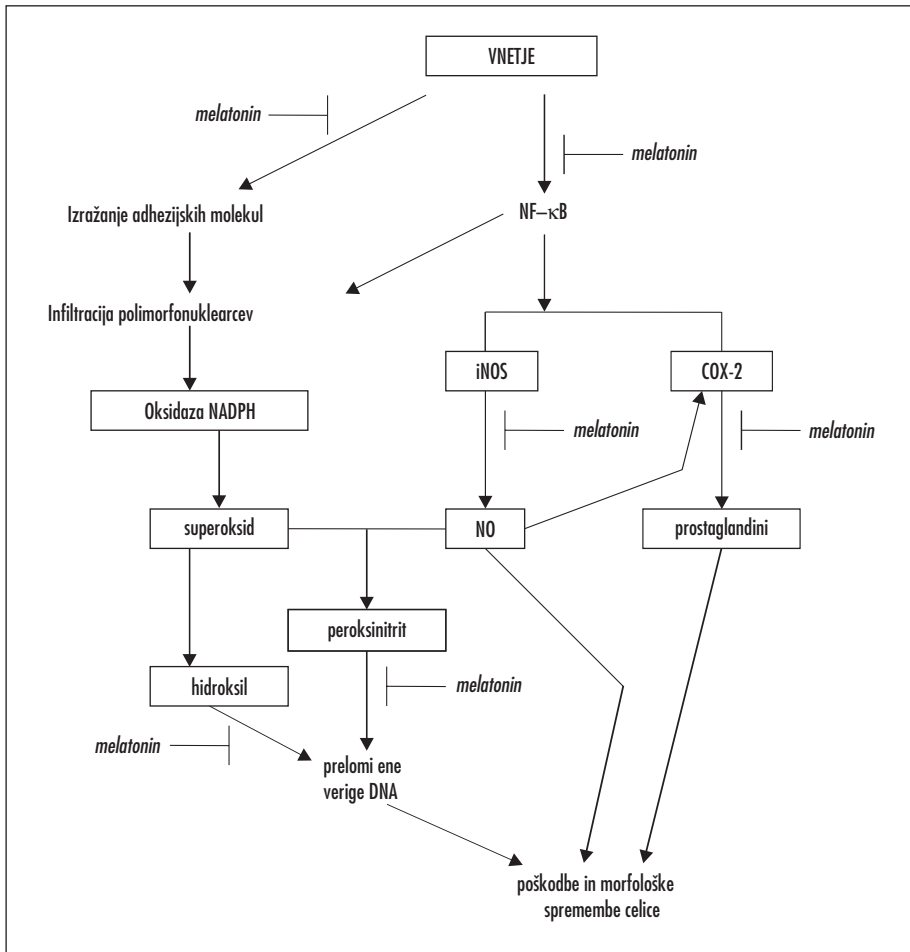 VNETJE
melatonin
melatonin
Izražanje adhezijskih molekul
NF–κB
Infiltracija polimorfonuklearcev
iNOS
COX-2
Oksidaza NADPH
melatonin
melatonin
superoksid
NO
prostaglandini
peroksinitrit
hidroksil
melatonin
melatonin
prelomi ene
verige DNA
poškodbe in morfološke
spremembe celice